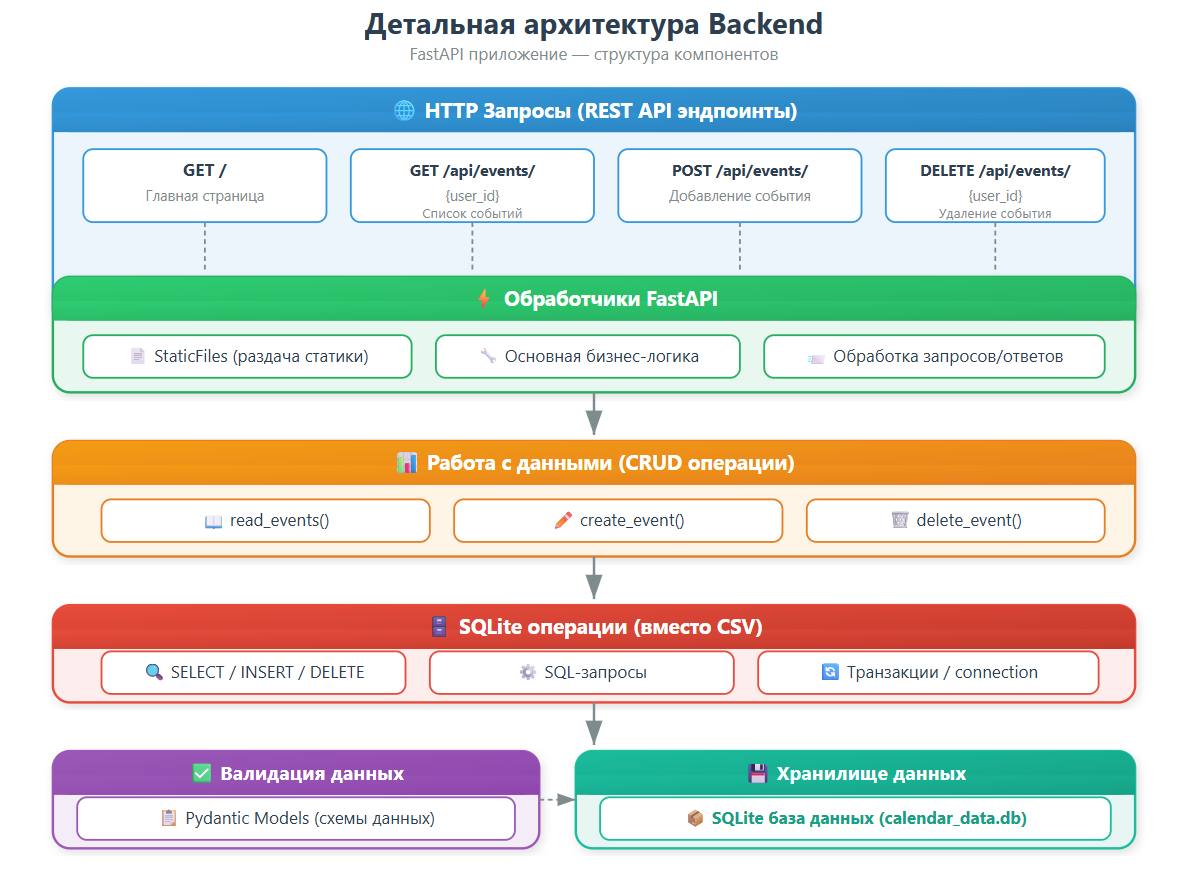 Детальная архитектура Backend
FastAPI приложение — структура компонентов
HTTP Запросы (REST API эндпоинты)
GET /
Главная страница
GET /api/events/
{user_id}
Список событий
POST /api/events/
Добавление события
DELETE /api/events/
{user_id}
Удаление события
Обработчики FastAPI
StaticFiles (раздача статики)
Основная бизнес-логика
Обработка запросов/ответов
Работа с данными (CRUD операции)
read_events()
create_event()
delete_event()
SQLite операции (вместо CSV)
SELECT / INSERT / DELETE
SQL-запросы
Транзакции / connection
Валидация данных
Pydantic Models (схемы данных)
Хранилище данных
SQLite база данных (calendar_data.db)